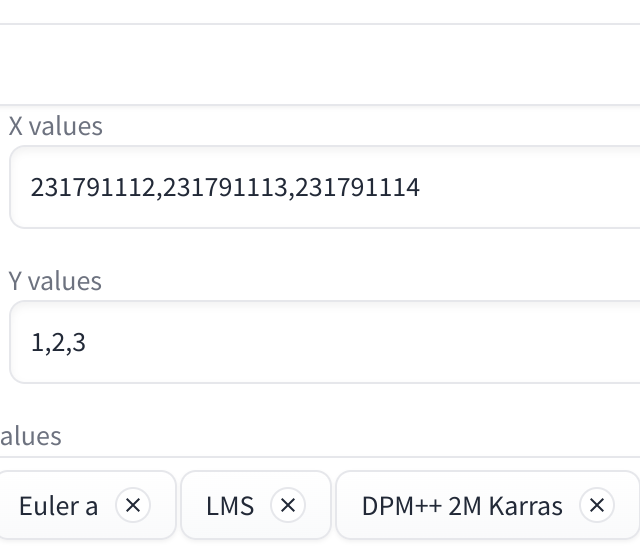 X values
231791112,231791113,231791114
Y values
1,2,3
alues
Euler a × LMS × DPM++ 2M Karras ×